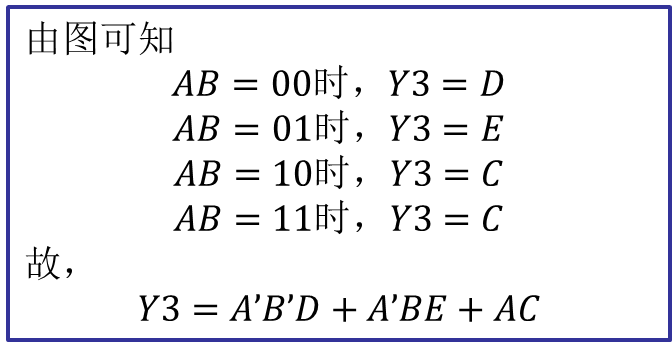 由图可知
AB = 00时，Y3 = D
AB = 01时，Y3 = E
AB = 10时，Y3 = C
AB = 11时，Y3 = C
故，
Y3 = A’B’D + A’BE + AC